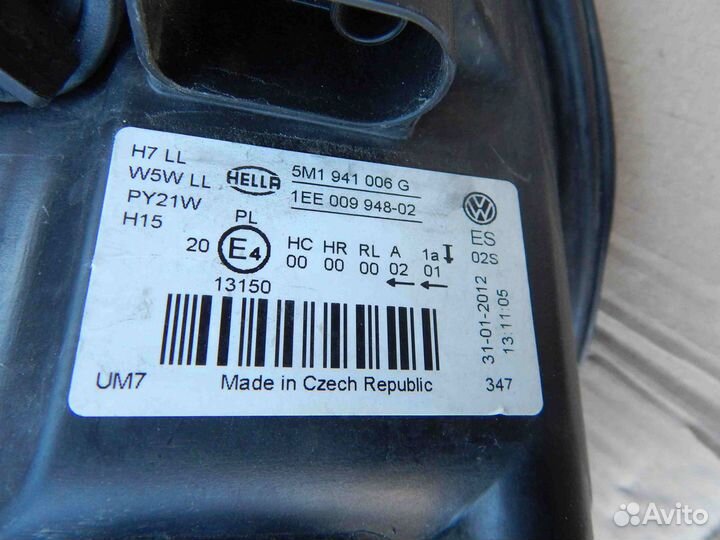 H7 LL
W5W LL
PY21W
H15
HELLA
5M1 941 006 G
1EE 009 948-02
PL
20 E4
13150
HC HR RL A 1a
00 00 00 02 01
ES
02S
31-01-2012
13:11:05
347
UM7
Made in Czech Republic
Avito